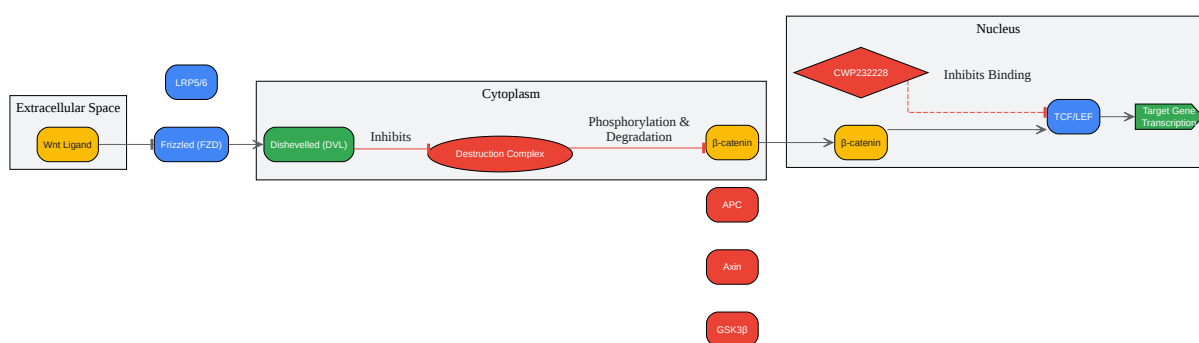 Nucleus
CWP232228
Inhibits Binding
LRP5/6
Extracellular Space
Cytoplasm
TCF/LEF
Target Gene
Transcription
Wnt Ligand
Frizzled (FZD)
Dishevelled (DVL)
Inhibits
Destruction Complex
Phosphorylation &
Degradation
β-catenin
β-catenin
APC
Axin
GSK3β